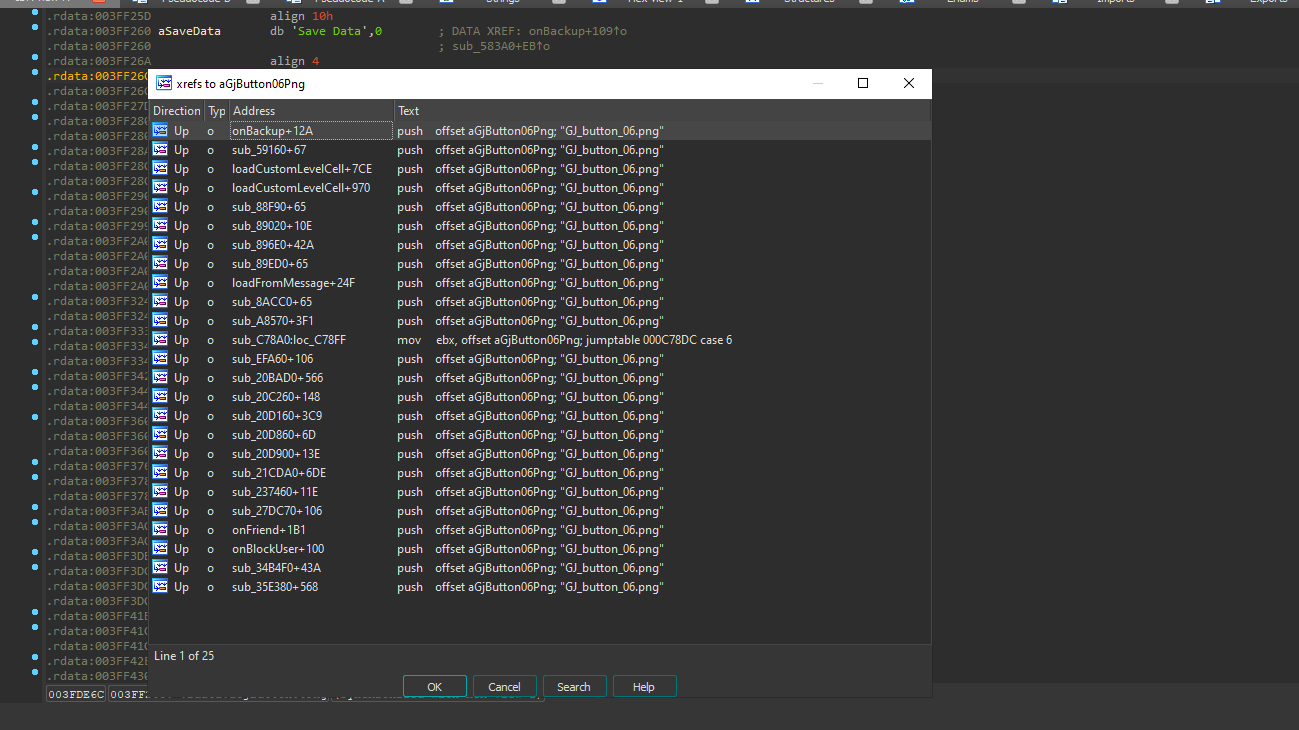 Pseudocode A
Strings
Hex View-1
Structures
Enums
Imports
Exports
.rdata:003FF25D align 10h
.rdata:003FF260 aSaveData db 'Save Data',0 ; DATA XREF: onBackup+109↑o
.rdata:003FF260 ; sub_583A0+EB↑o
.rdata:003FF26A align 4
xrefs to aGjButton06Png
Direction Typ Address Text
Up o onBackup+12A push offset aGjButton06Png; "GJ_button_06.png"
Up o sub_59160+67 push offset aGjButton06Png; "GJ_button_06.png"
Up o loadCustomLevelCell+7CE push offset aGjButton06Png; "GJ_button_06.png"
Up o loadCustomLevelCell+970 push offset aGjButton06Png; "GJ_button_06.png"
Up o sub_88F90+65 push offset aGjButton06Png; "GJ_button_06.png"
Up o sub_89020+10E push offset aGjButton06Png; "GJ_button_06.png"
Up o sub_896E0+42A push offset aGjButton06Png; "GJ_button_06.png"
Up o sub_89ED0+65 push offset aGjButton06Png; "GJ_button_06.png"
Up o loadFromMessage+24F push offset aGjButton06Png; "GJ_button_06.png"
Up o sub_8ACC0+65 push offset aGjButton06Png; "GJ_button_06.png"
Up o sub_A8570+3F1 push offset aGjButton06Png; "GJ_button_06.png"
Up o sub_C78A0:loc_C78FF mov ebx, offset aGjButton06Png; jumptable 000C78DC case 6
Up o sub_EFA60+106 push offset aGjButton06Png; "GJ_button_06.png"
Up o sub_20BAD0+566 push offset aGjButton06Png; "GJ_button_06.png"
Up o sub_20C260+148 push offset aGjButton06Png; "GJ_button_06.png"
Up o sub_20D160+3C9 push offset aGjButton06Png; "GJ_button_06.png"
Up o sub_20D860+6D push offset aGjButton06Png; "GJ_button_06.png"
Up o sub_20D900+13E push offset aGjButton06Png; "GJ_button_06.png"
Up o sub_21CDA0+6DE push offset aGjButton06Png; "GJ_button_06.png"
Up o sub_237460+11E push offset aGjButton06Png; "GJ_button_06.png"
Up o sub_27DC70+106 push offset aGjButton06Png; "GJ_button_06.png"
Up o onFriend+1B1 push offset aGjButton06Png; "GJ_button_06.png"
Up o onBlockUser+100 push offset aGjButton06Png; "GJ_button_06.png"
Up o sub_34B4F0+43A push offset aGjButton06Png; "GJ_button_06.png"
Up o sub_35E380+568 push offset aGjButton06Png; "GJ_button_06.png"
Line 1 of 25
OK Cancel Search Help
003FDE6C